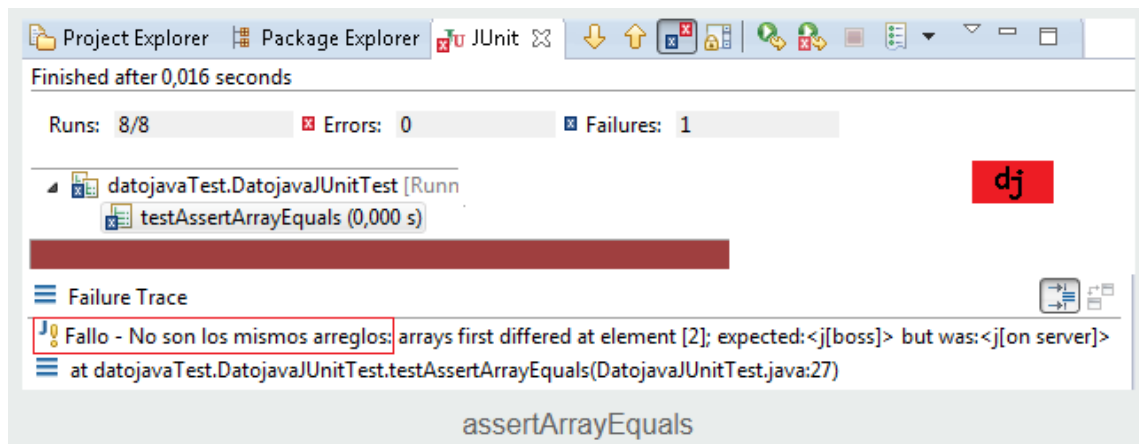 Project Explorer Package Explorer JUnit
Finished after 0,016 seconds
Runs: 8/8 Errors: 0 Failures: 1
datojavaTest.DatojavaJUnitTest [Runn
dj
testAssertArrayEquals (0,000 s)
Failure Trace
Fallo - No son los mismos arreglos: arrays first differed at element [2]; expected:<j[boss]> but was:<j[on server]>
at datojavaTest.DatojavaJUnitTest.testAssertArrayEquals(DatojavaJUnitTest.java:27)
assertArrayEquals